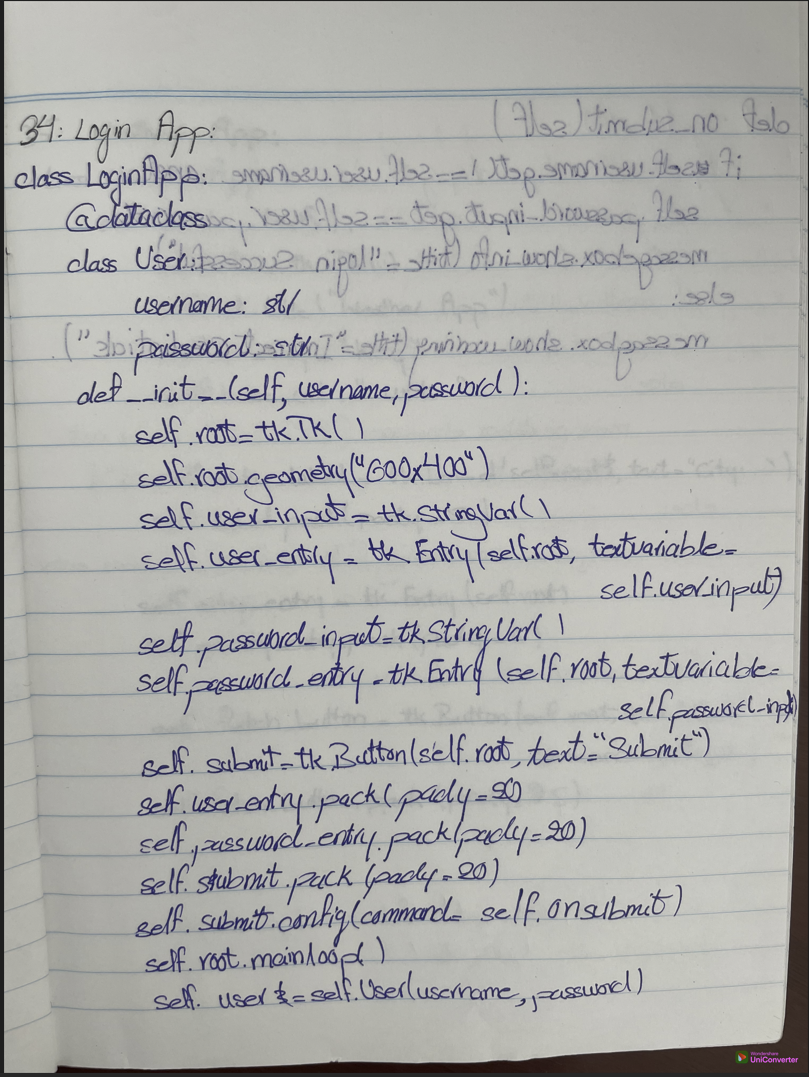 34: Login App:
class LoginApp:
@dataclass
class User:
username: str
password: str
def __init__(self, username, password):
self.root=tk.Tk()
self.root.geometry("600x400")
self.user_input=tk.StringVar()
self.user_entry=tk Entry(self.root, textvariable=
self.user_input)
self.password_input=tk StringVar()
self.password_entry=tk Entry (self.root, textvariable=
self.password_input)
self. submit=tk.Button(self.root, text="Submit")
self.user_entry.pack(pady=20
self.password_entry.pack(pady=20)
self.submit.pack (pady=20)
self. submit.config(command= self.onsubmit)
self.root.mainloop()
self. user =self.User(username, password)
Wondershare
UniConverter